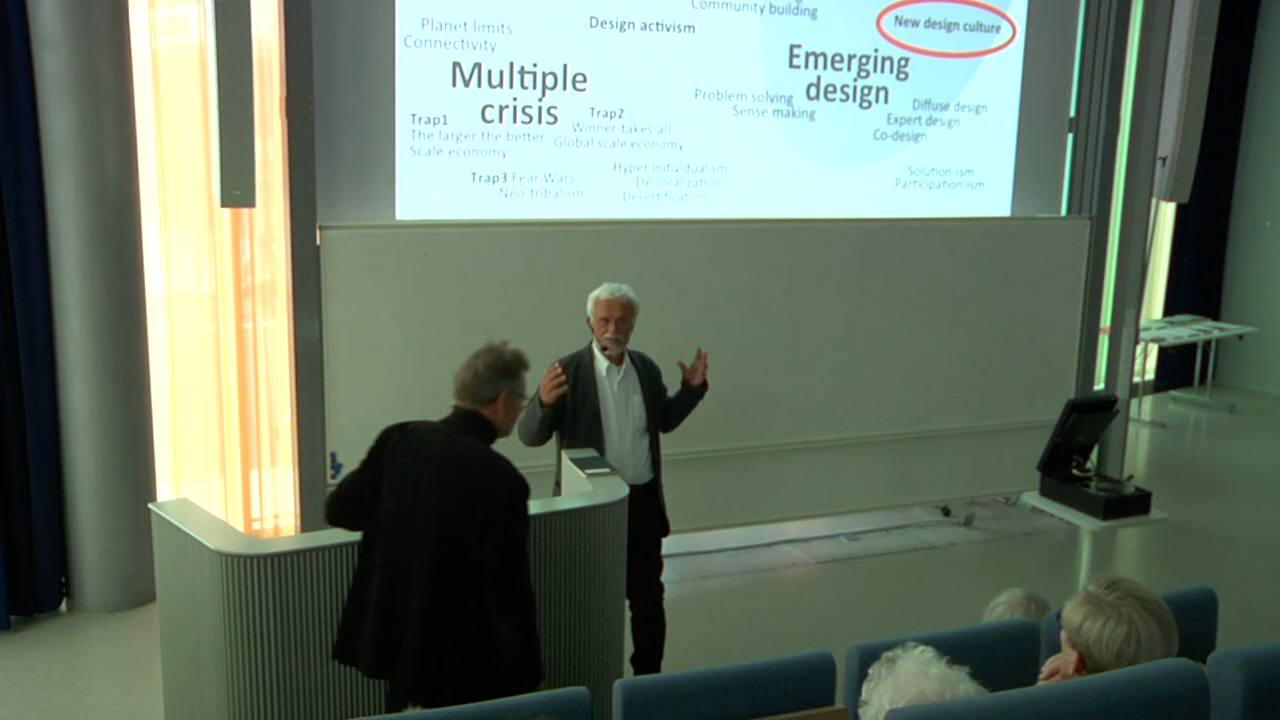 Community building
New design culture
Planet limits
Design activism
Connectivity
Multiple
crisis
Emerging
design
Problem solving
Sense making
Diffuse design
Expert design
Co-design
Trap1
The larger the better
Scale economy
Trap2
Winner-takes-all
Global scale economy
Trap3 Fear Wars
Neo-tribalism
Hyper individualism
De-localization
Desertification
Solution-ism
Participation-ism